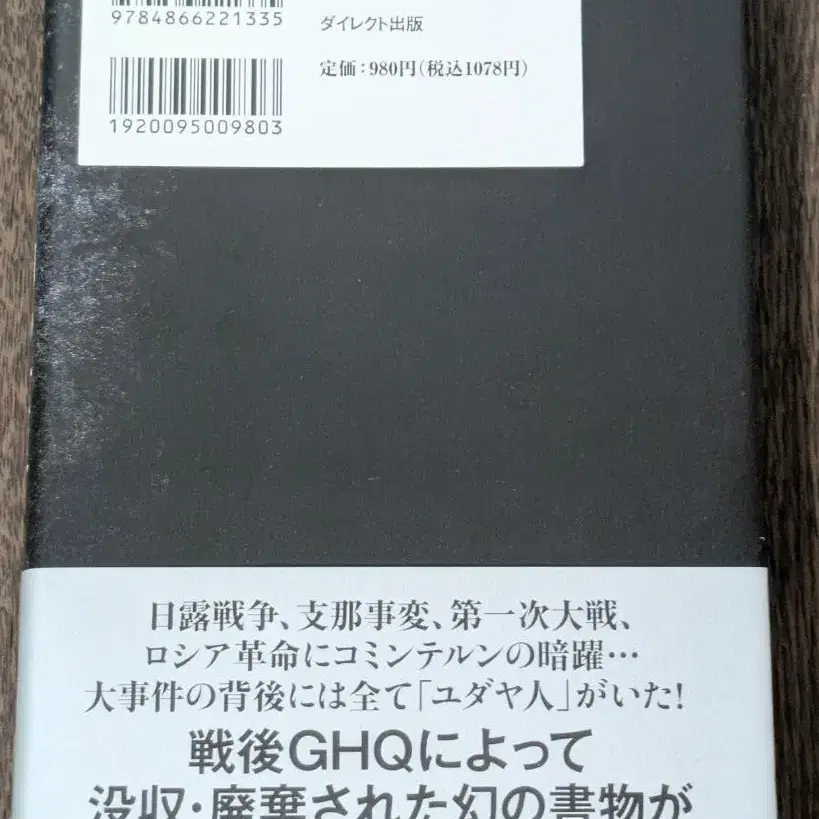 9784866221335
ダイレクト出版
定価：980円（税込1078円）
1920095009803
日露戦争、支那事変、第一次大戦、
ロシア革命にコミンテルンの暗躍…
大事件の背後には全て「ユダヤ人」がいた！
戦後GHQによって
没収・廃棄された幻の書物が